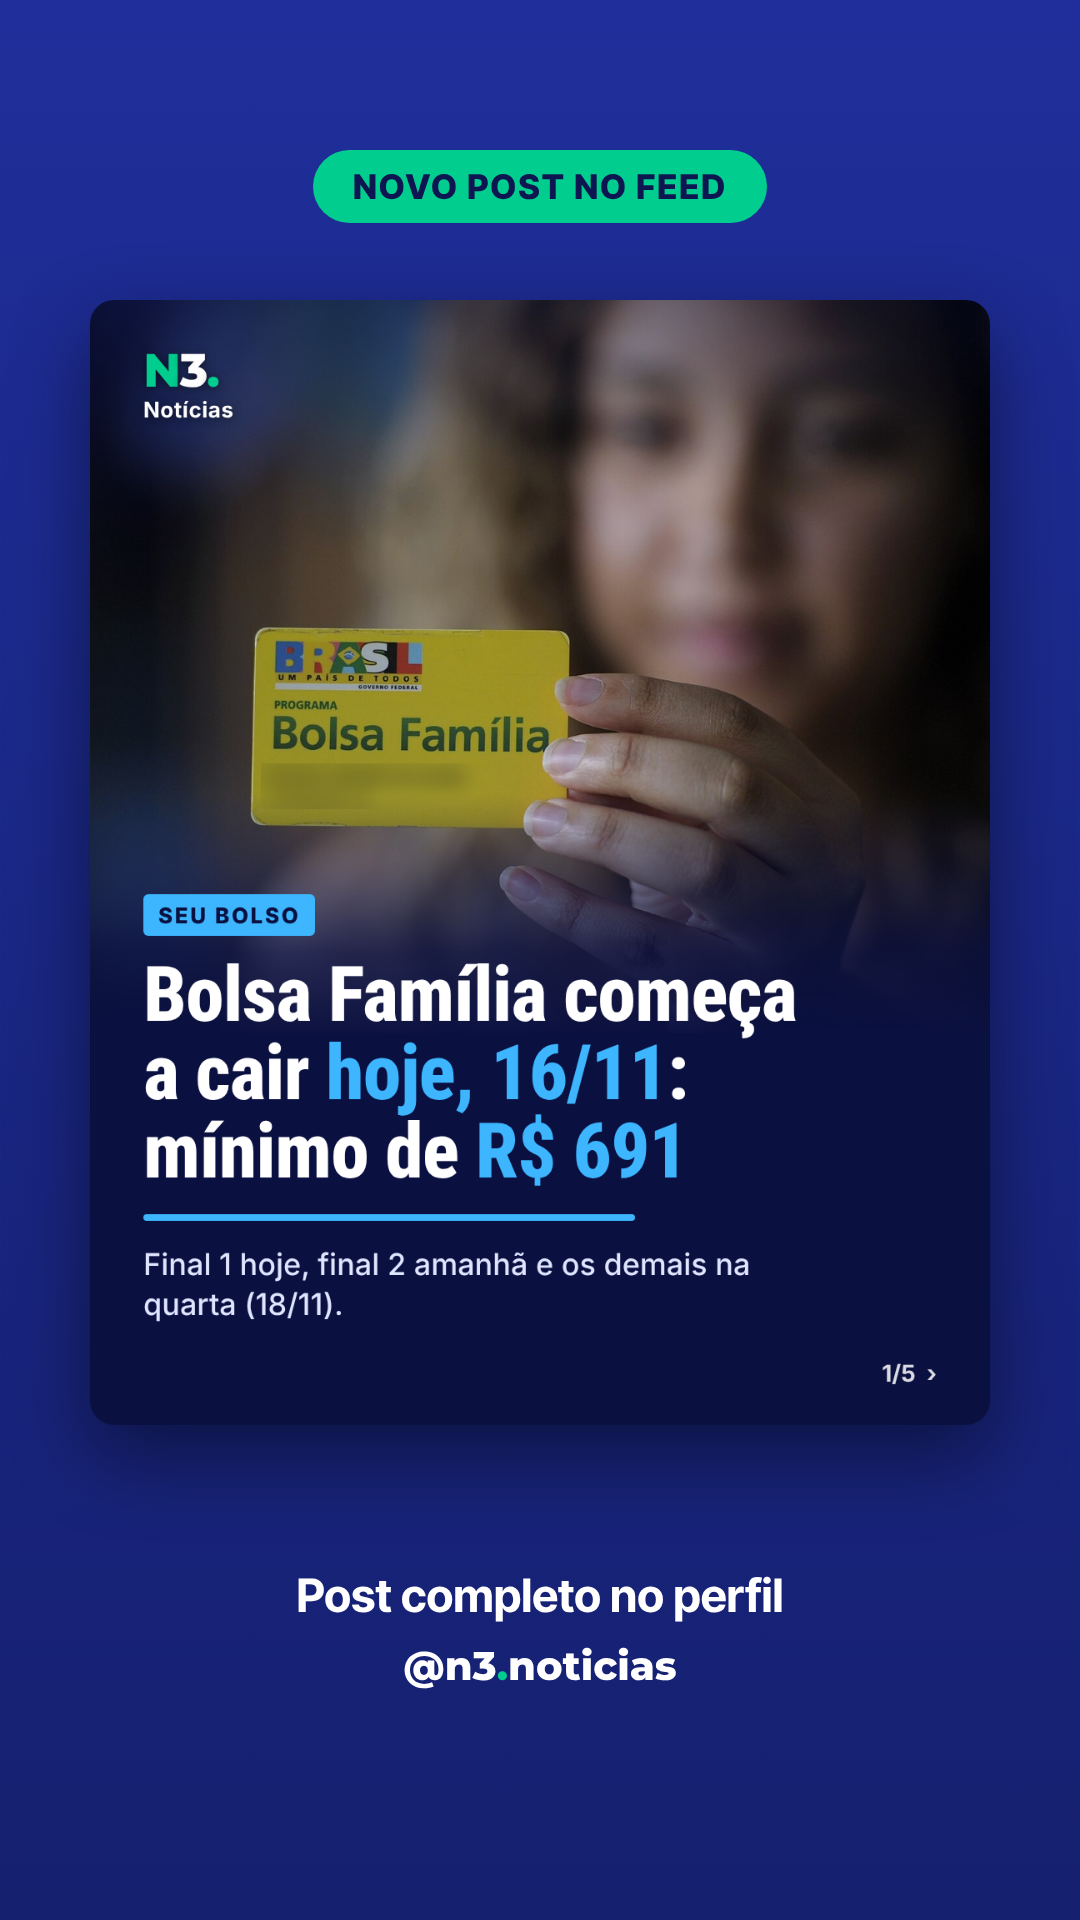 NOVO POST NO FEED
N3.
Notícias
BRASIL
UM PAÍS DE TODOS
GOVERNO FEDERAL
PROGRAMA
Bolsa Família
SEU BOLSO
Bolsa Família começa
a cair hoje, 16/11:
mínimo de R$ 691
Final 1 hoje, final 2 amanhã e os demais na
quarta (18/11).
1/5 ›
Post completo no perfil
@n3.noticias